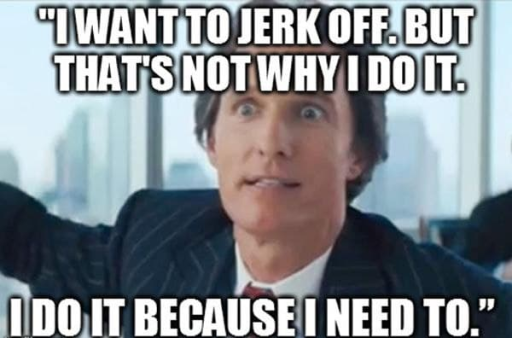 "I WANT TO JERK OFF. BUT
THAT'S NOT WHY I DO IT.
I DO IT BECAUSE I NEED TO.”